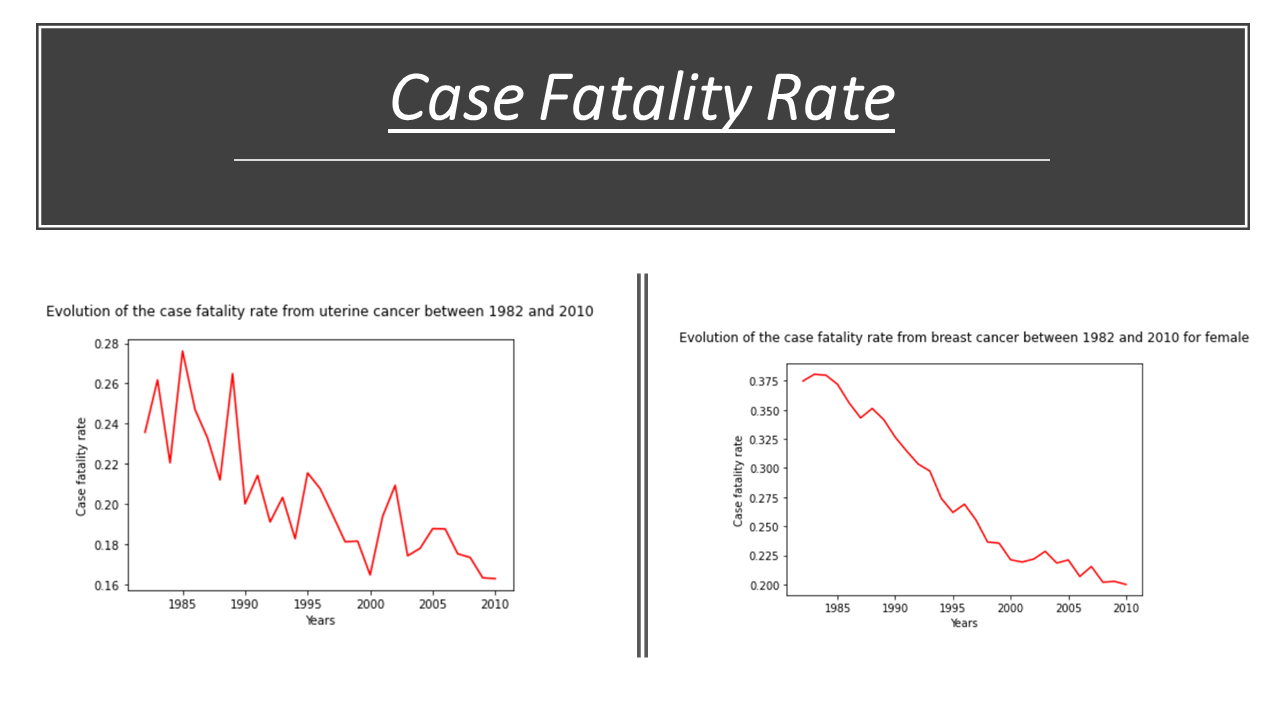 Case Fatality Rate
Evolution of the case fatality rate from uterine cancer between 1982 and 2010
0.28
0.26
0.24
0.22
0.20
0.18
0.16
Case fatality rate
1985 1990 1995 2000 2005 2010
Years
Evolution of the case fatality rate from breast cancer between 1982 and 2010 for female
0.375
0.350
0.325
0.300
0.275
0.250
0.225
0.200
Case fatality rate
1985 1990 1995 2000 2005 2010
Years